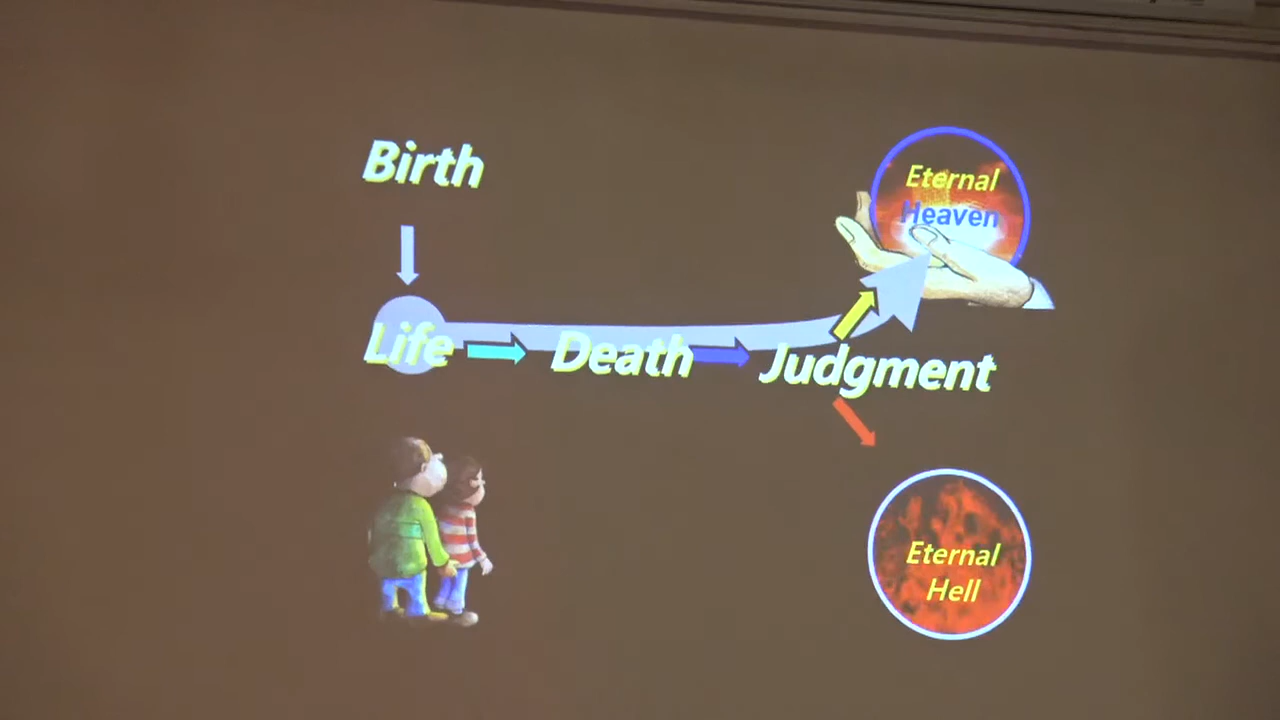 Birth
Eternal
Heaven
Life
Death
Judgment
Eternal
Hell